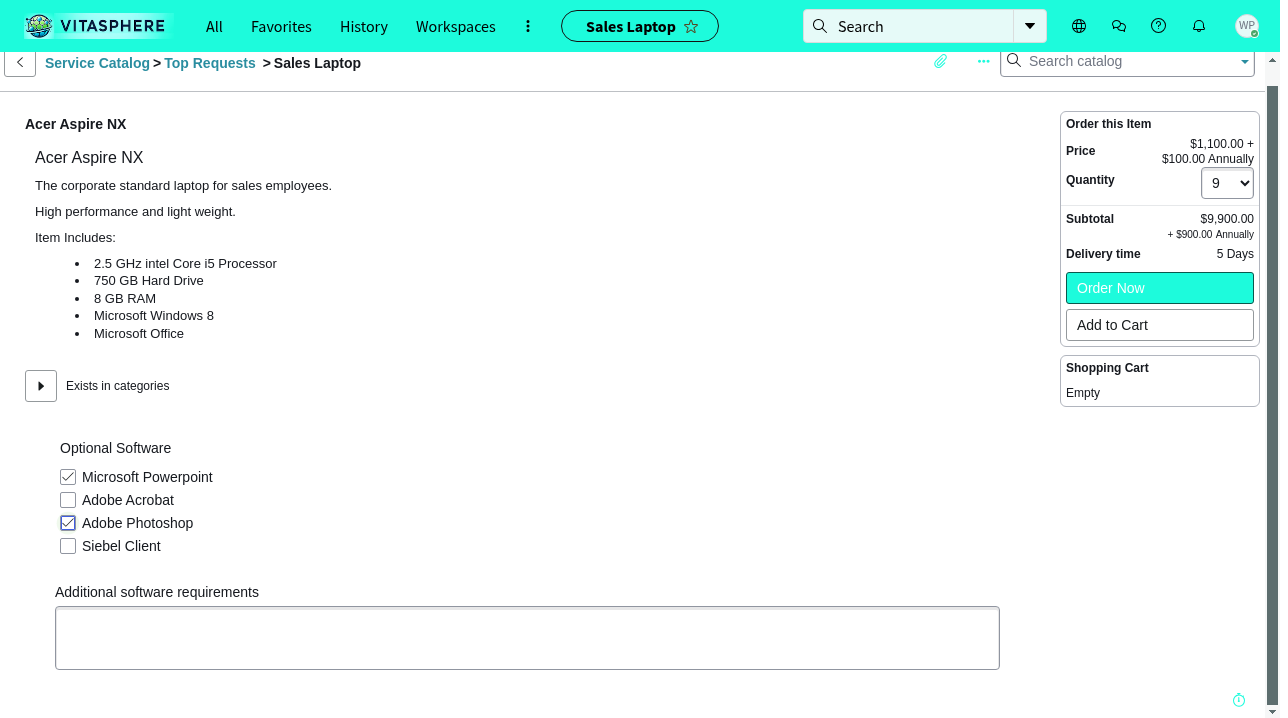 VITASPHERE
All
Favorites
History
Workspaces
Sales Laptop
Search
WP
Service Catalog > Top Requests > Sales Laptop
Search catalog
Acer Aspire NX
Acer Aspire NX
The corporate standard laptop for sales employees.
High performance and light weight.
Item Includes:
2.5 GHz intel Core i5 Processor
750 GB Hard Drive
8 GB RAM
Microsoft Windows 8
Microsoft Office
Exists in categories
Optional Software
Microsoft Powerpoint
Adobe Acrobat
Adobe Photoshop
Siebel Client
Additional software requirements
Order this Item
Price
$1,100.00 +
$100.00 Annually
Quantity
9
Subtotal
$9,900.00
+ $900.00 Annually
Delivery time
5 Days
Order Now
Add to Cart
Shopping Cart
Empty